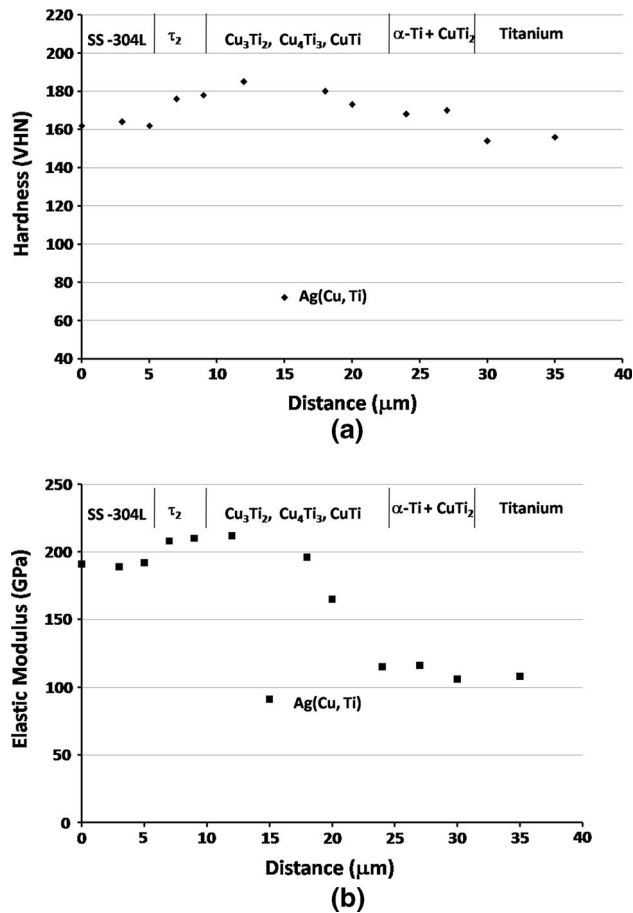 220
200
180
160
140
120
100
80
60
40
Hardness (VHN)
SS -304L τ₂ Cu₃Ti₂, Cu₄Ti₃, CuTi α-Ti + CuTi₂ Titanium
Ag(Cu, Ti)
0 5 10 15 20 25 30 35 40
Distance (μm)
(a)
250
200
150
100
50
0
Elastic Modulus (GPa)
SS -304L τ₂ Cu₃Ti₂, Cu₄Ti₃, CuTi α-Ti + CuTi₂ Titanium
Ag(Cu, Ti)
0 5 10 15 20 25 30 35 40
Distance (μm)
(b)